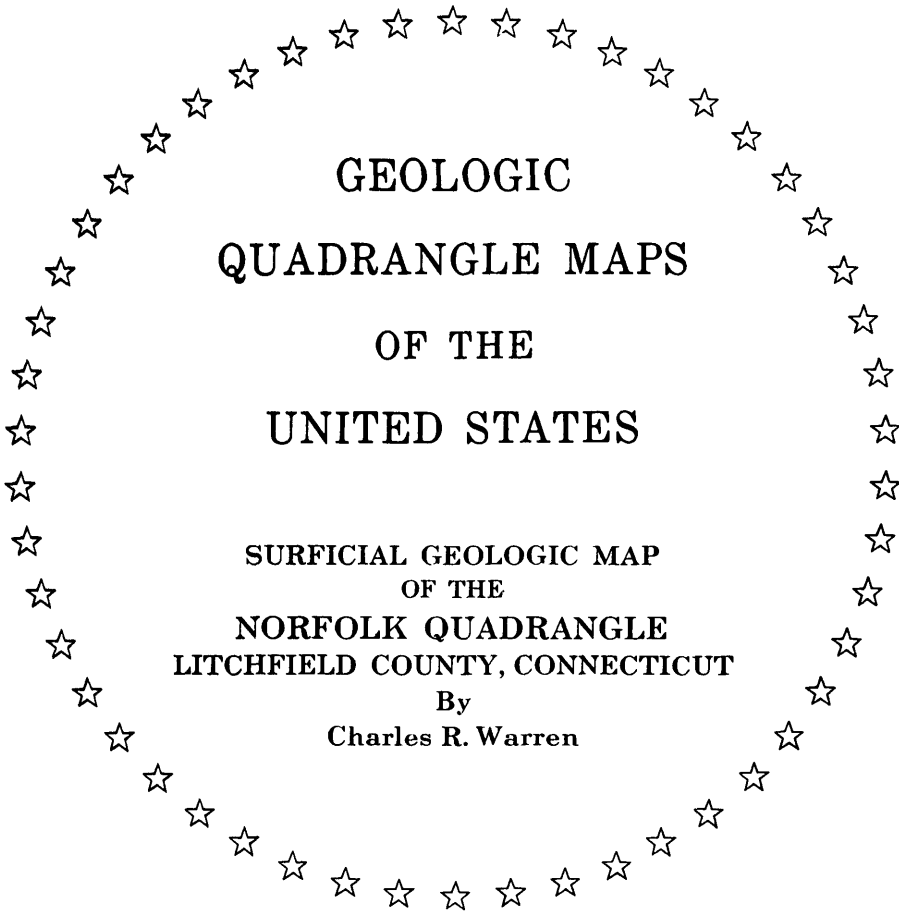 GEOLOGIC
QUADRANGLE MAPS
OF THE
UNITED STATES
SURFICIAL GEOLOGIC MAP
OF THE
NORFOLK QUADRANGLE
LITCHFIELD COUNTY, CONNECTICUT
By
Charles R. Warren